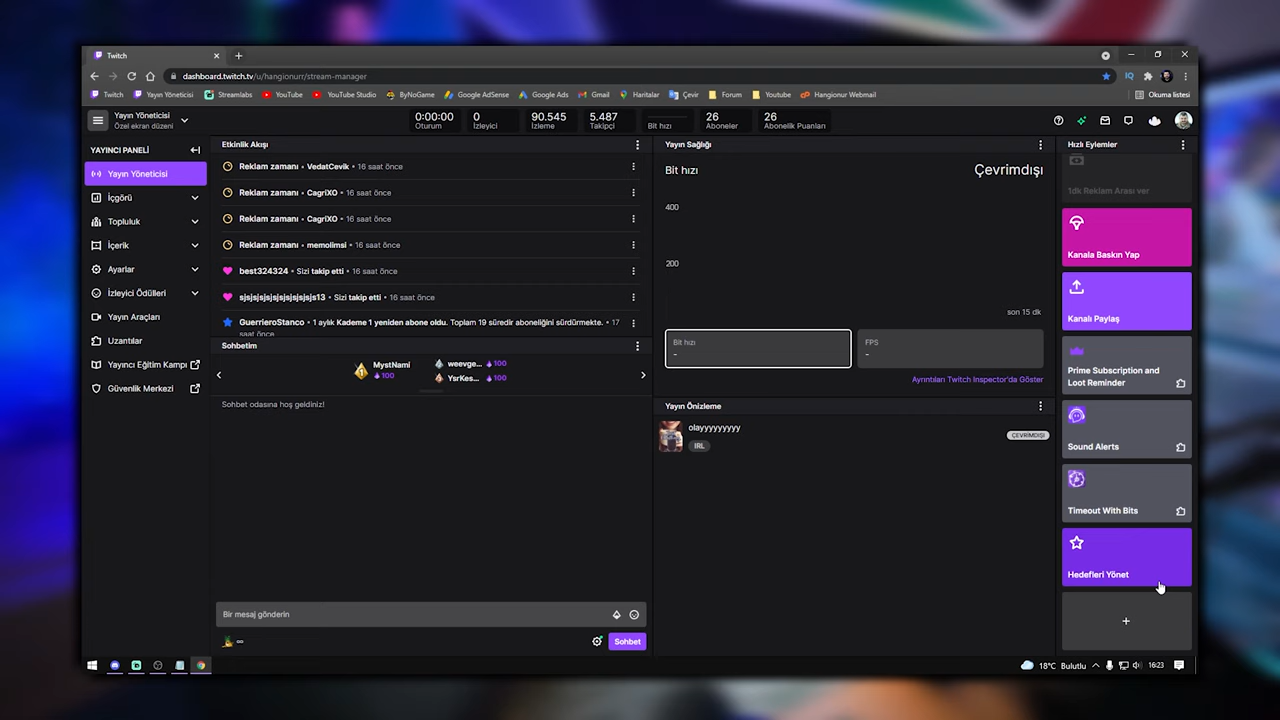 Twitch
dashboard.twitch.tv/u/hangionurr/stream-manager
Twitch
Yayın Yöneticisi
Streamlabs
YouTube
YouTube Studio
ByNoGame
Google AdSense
Google Ads
Gmail
Haritalar
Çevir
Forum
Youtube
Hangionur Webmail
Okuma listesi
Yayın Yöneticisi
Özel ekran düzeni
0:00:00
Oturum
0
İzleyici
90.545
İzleme
5.487
Takipçi
Bit hızı
26
Aboneler
26
Abonelik Puanları
YAYINCI PANELİ
Yayın Yöneticisi
İçgörü
Topluluk
İçerik
Ayarlar
İzleyici Ödülleri
Yayın Araçları
Uzantılar
Yayıncı Eğitim Kampı
Güvenlik Merkezi
Etkinlik Akışı
Reklam zamanı • VedatCevik • 16 saat önce
Reklam zamanı • CagriXO • 16 saat önce
Reklam zamanı • CagriXO • 16 saat önce
Reklam zamanı • memolimsi • 16 saat önce
best324324 • Sizi takip etti • 16 saat önce
sjsjsjsjsjsjsjsjsjsjs13 • Sizi takip etti • 16 saat önce
GuerrieroStanco • 1 aylık Kademe 1 yeniden abone oldu. Toplam 19 süredir aboneliğini sürdürmekte. • 17
saat önce
Sohbetim
MystNami
100
weevge...
100
YsrKes...
100
Sohbet odasına hoş geldiniz!
Bir mesaj gönderin
Sohbet
Yayın Sağlığı
Bit hızı
Çevrimdışı
400
200
son 15 dk
Bit hızı
-
FPS
-
Ayrıntıları Twitch Inspector'da Göster
Yayın Önizleme
olayyyyyyyyy
IRL
ÇEVRİMDIŞI
Hızlı Eylemler
1dk Reklam Arası ver
Kanala Baskın Yap
Kanalı Paylaş
Prime Subscription and
Loot Reminder
Sound Alerts
Timeout With Bits
Hedefleri Yönet
18°C Bulutlu
16:23